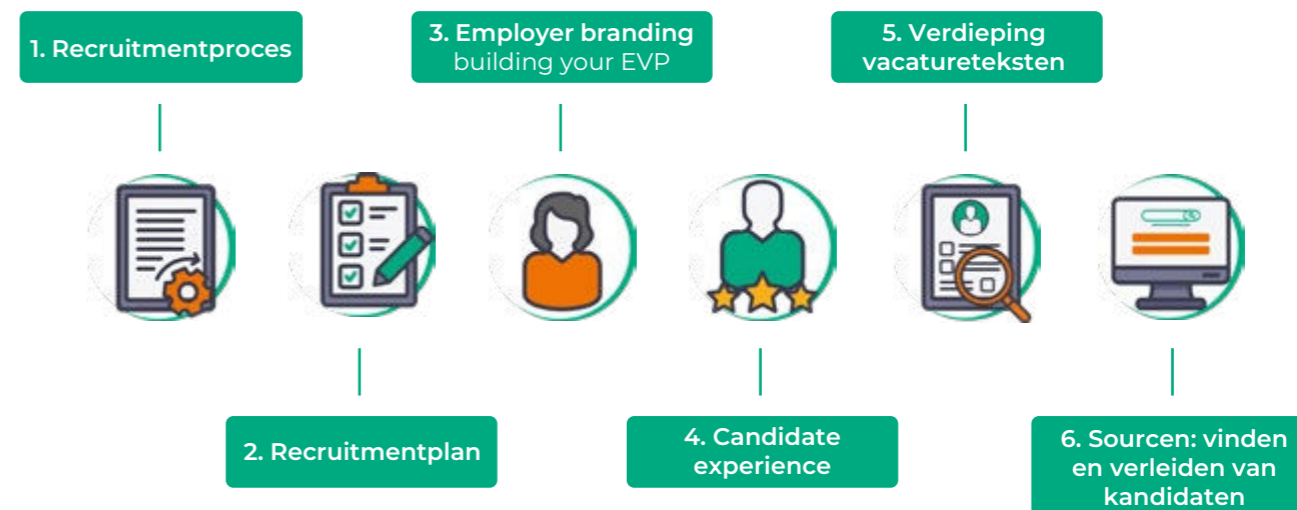 1. Recruitmentproces
2. Recruitmentplan
3. Employer branding
building your EVP
4. Candidate
experience
5. Verdieping
vacatureteksten
6. Sourcen: vinden
en verleiden van
kandidaten